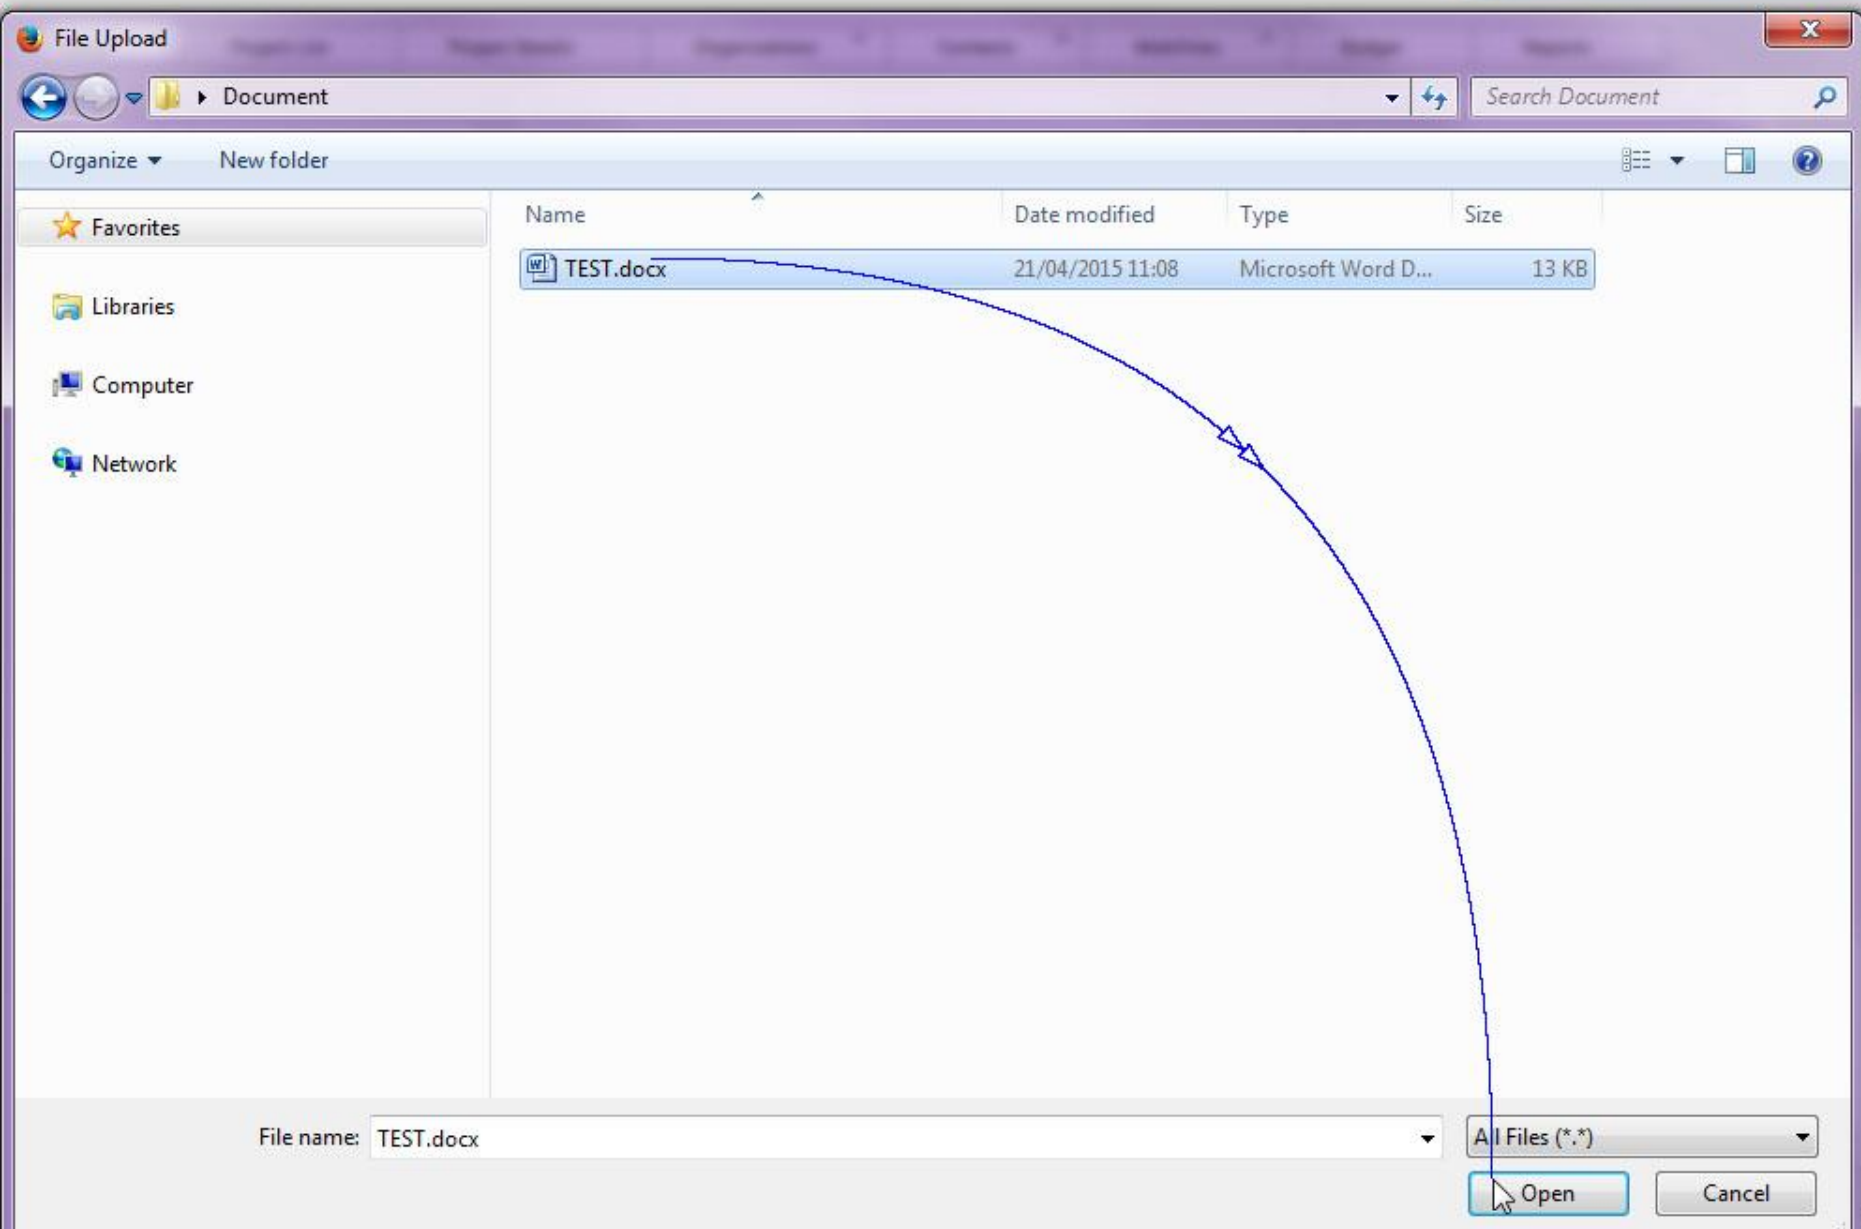 File Upload
Document
Search Document
Organize New folder
Favorites
Libraries
Computer
Network
Name Date modified Type Size
TEST.docx 21/04/2015 11:08 Microsoft Word D... 13 KB
File name: TEST.docx All Files (*.*)
Open Cancel